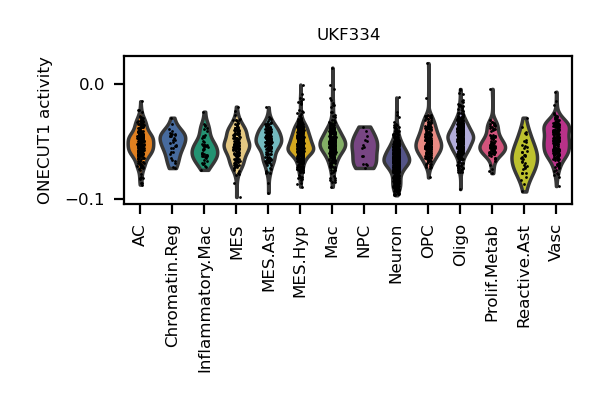 UKF334
ONECUT1 activity
0.0
−0.1
AC
Chromatin.Reg
Inflammatory.Mac
MES
MES.Ast
MES.Hyp
Mac
NPC
Neuron
OPC
Oligo
Prolif.Metab
Reactive.Ast
Vasc